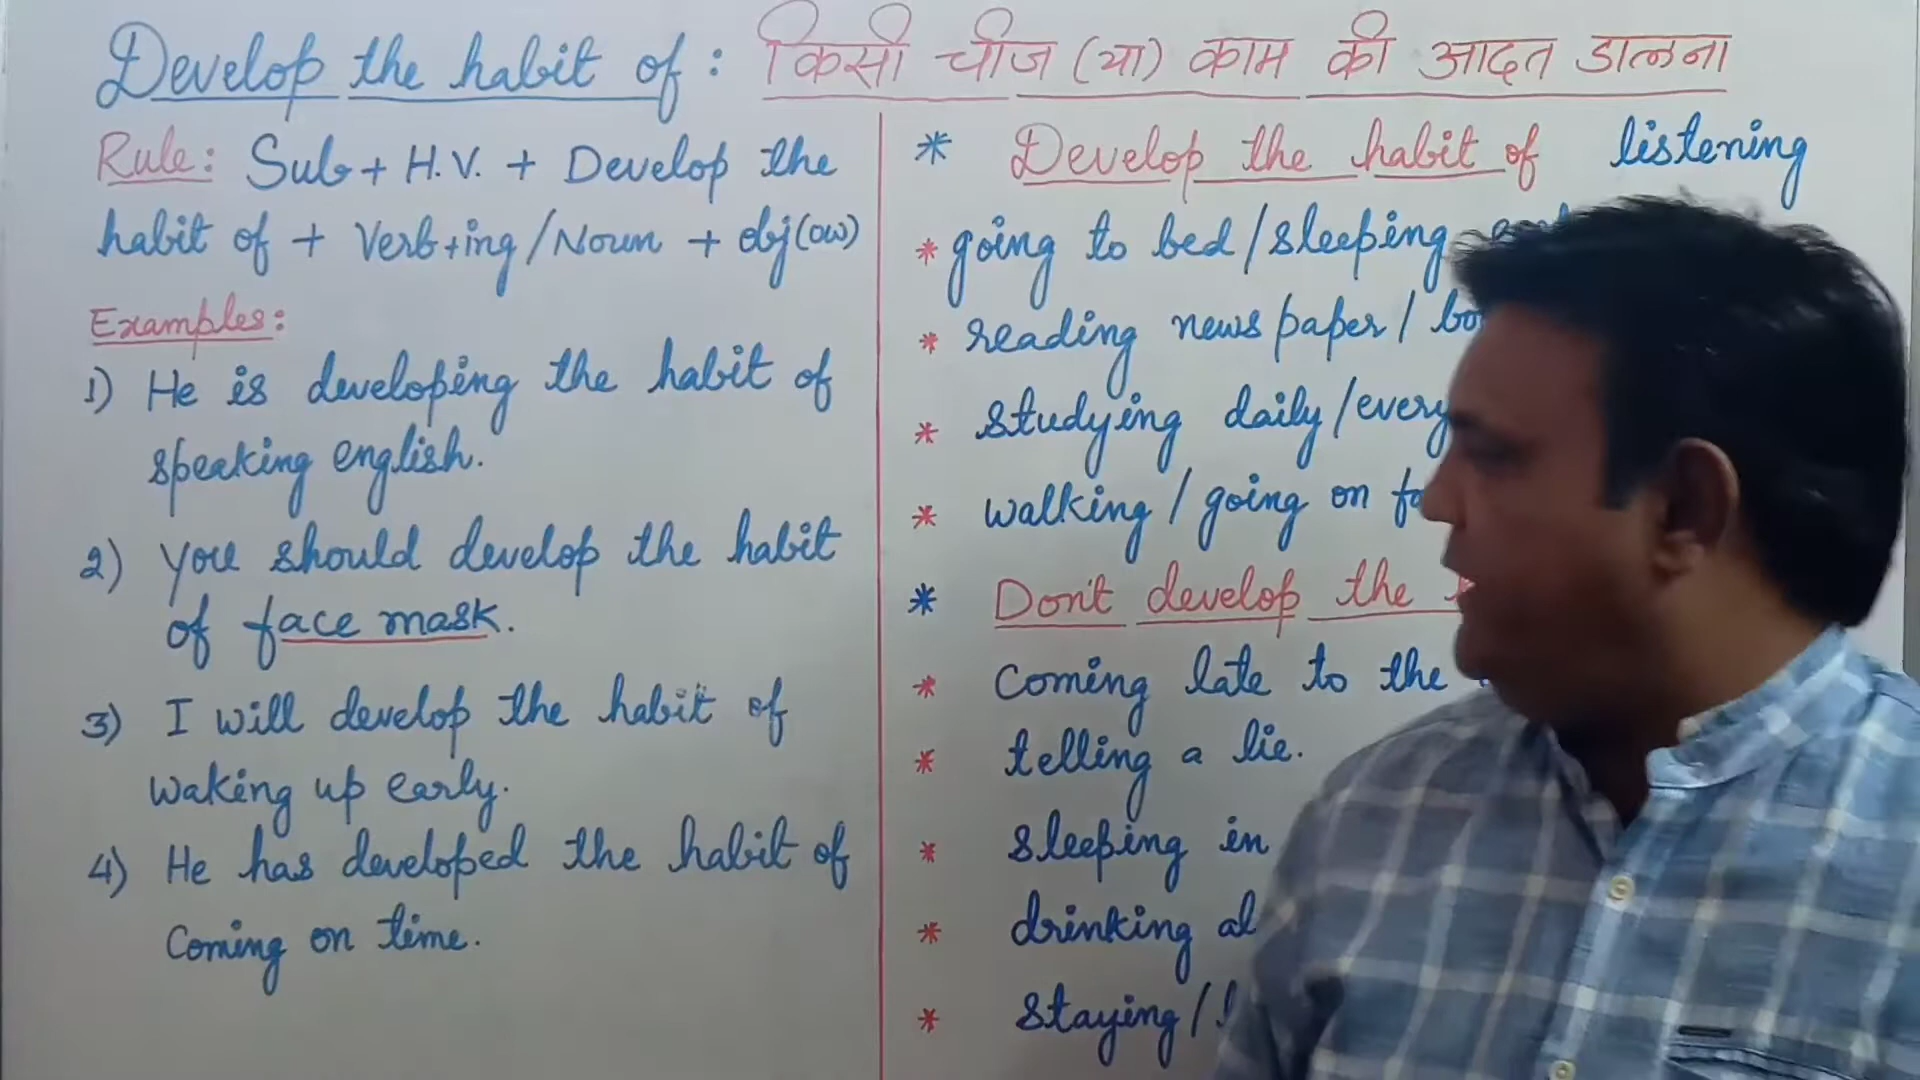 Develop the habit of : किसी चीज (या) काम की आदत डालना
Rule: Sub + H.V. + Develop the
habit of + Verb+ing/Noun + obj(ow)
Examples:
1) He is developing the habit of
speaking english.
2) you should develop the habit
of face mask.
3) I will develop the habit of
waking up early.
4) He has developed the habit of
Coming on time.
* Develop the habit of listening
* going to bed/sleeping
* reading newspaper/
* studying daily/every
* walking/going on
* Don't develop the
* Coming late to the
* telling a lie.
* sleeping in
* drinking
* staying/